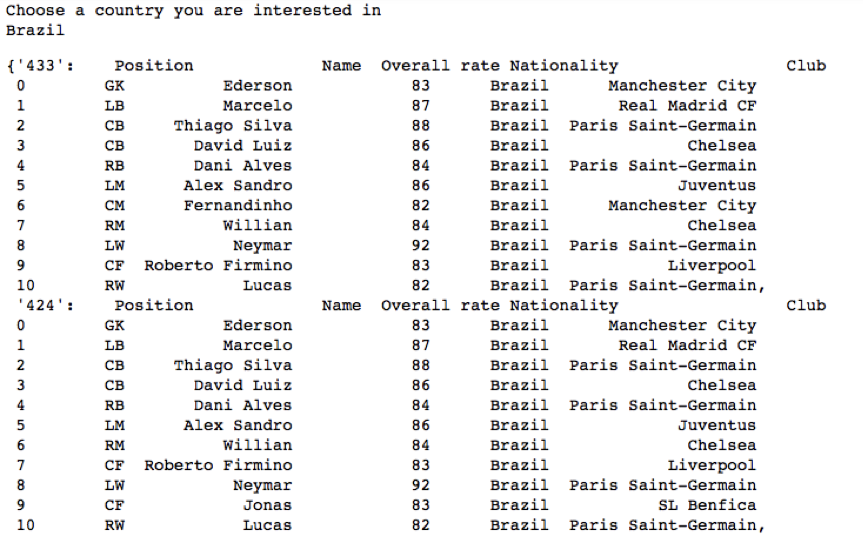 Choose a country you are interested in
Brazil
{'433':    Position             Name  Overall rate Nationality                 Club
0        GK          Ederson            83      Brazil      Manchester City
1        LB          Marcelo            87      Brazil       Real Madrid CF
2        CB     Thiago Silva            88      Brazil  Paris Saint-Germain
3        CB       David Luiz            86      Brazil              Chelsea
4        RB       Dani Alves            84      Brazil  Paris Saint-Germain
5        LM      Alex Sandro            86      Brazil             Juventus
6        CM      Fernandinho            82      Brazil      Manchester City
7        RM          Willian            84      Brazil              Chelsea
8        LW           Neymar            92      Brazil  Paris Saint-Germain
9        CF  Roberto Firmino            83      Brazil            Liverpool
10       RW            Lucas            82      Brazil  Paris Saint-Germain,
'424':    Position             Name  Overall rate Nationality                 Club
0        GK          Ederson            83      Brazil      Manchester City
1        LB          Marcelo            87      Brazil       Real Madrid CF
2        CB     Thiago Silva            88      Brazil  Paris Saint-Germain
3        CB       David Luiz            86      Brazil              Chelsea
4        RB       Dani Alves            84      Brazil  Paris Saint-Germain
5        LM      Alex Sandro            86      Brazil             Juventus
6        RM          Willian            84      Brazil              Chelsea
7        CF  Roberto Firmino            83      Brazil            Liverpool
8        LW           Neymar            92      Brazil  Paris Saint-Germain
9        CF            Jonas            83      Brazil           SL Benfica
10       RW            Lucas            82      Brazil  Paris Saint-Germain,